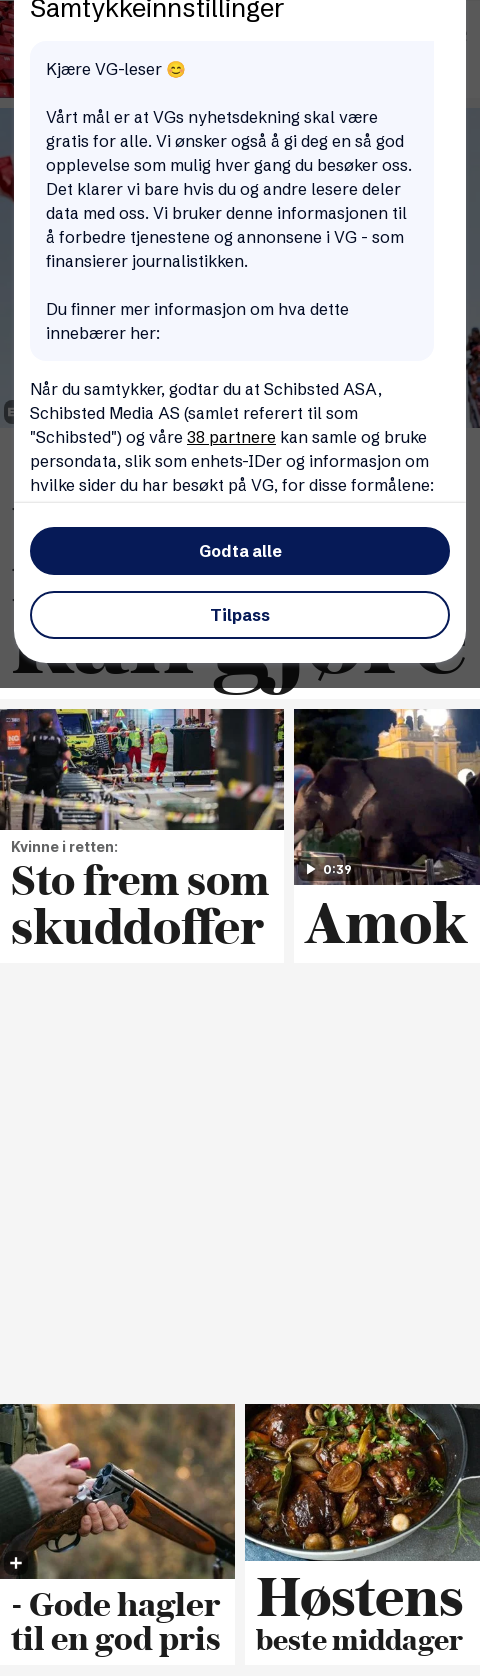 Samtykkeinnstillinger
Kjære VG-leser 😊
Vårt mål er at VGs nyhetsdekning skal være
gratis for alle. Vi ønsker også å gi deg en så god
opplevelse som mulig hver gang du besøker oss.
Det klarer vi bare hvis du og andre lesere deler
data med oss. Vi bruker denne informasjonen til
å forbedre tjenestene og annonsene i VG - som
finansierer journalistikken.
Du finner mer informasjon om hva dette
innebærer her:
Når du samtykker, godtar du at Schibsted ASA,
Schibsted Media AS (samlet referert til som
"Schibsted") og våre 38 partnere kan samle og bruke
persondata, slik som enhets-IDer og informasjon om
hvilke sider du har besøkt på VG, for disse formålene:
Godta alle
Tilpass
kan gjøre
Kvinne i retten:
Sto frem som
skuddoffer
0:39
Amok
- Gode hagler
til en god pris
Høstens
beste middager